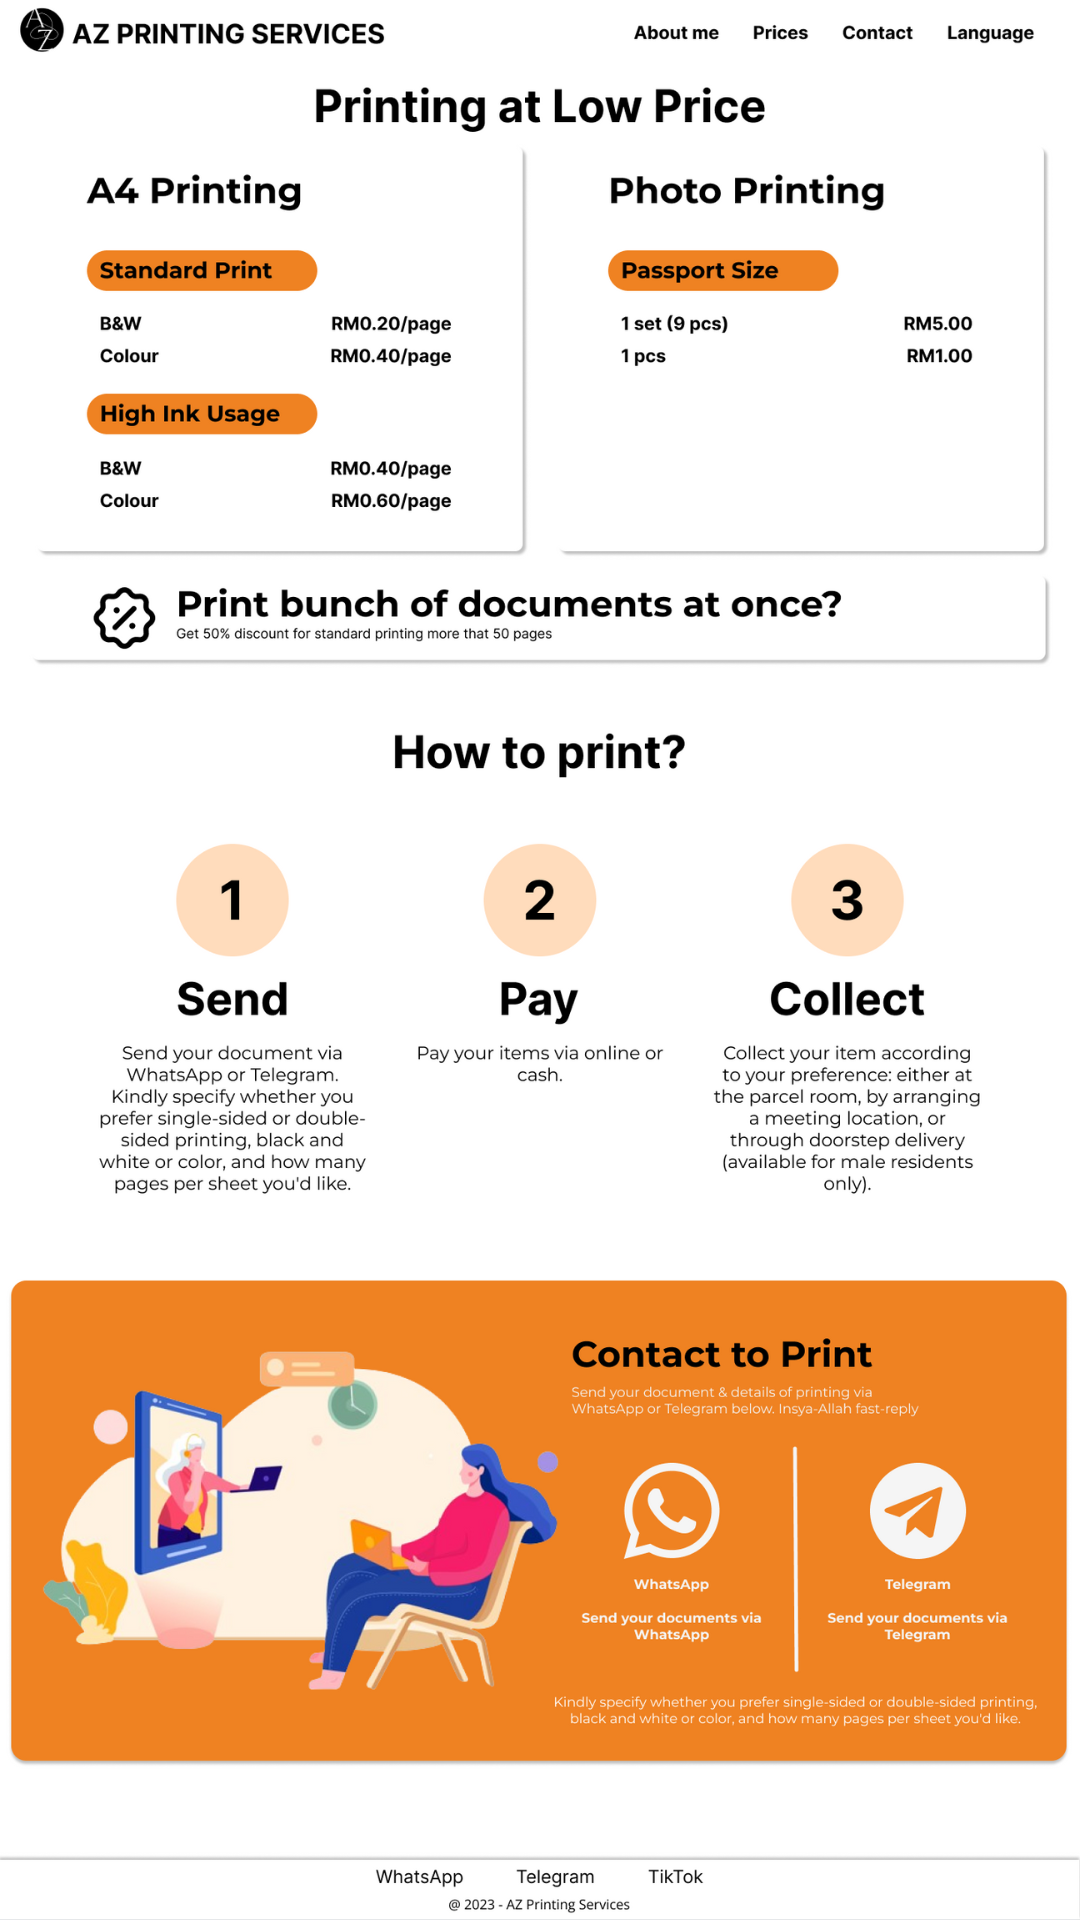 AZ
AZ PRINTING SERVICES
About me Prices Contact Language
Printing at Low Price
A4 Printing
Standard Print
B&W RM0.20/page
Colour RM0.40/page
High Ink Usage
B&W RM0.40/page
Colour RM0.60/page
Photo Printing
Passport Size
1 set (9 pcs) RM5.00
1 pcs RM1.00
Print bunch of documents at once?
Get 50% discount for standard printing more that 50 pages
How to print?
1
Send
Send your document via
WhatsApp or Telegram.
Kindly specify whether you
prefer single-sided or double-
sided printing, black and
white or color, and how many
pages per sheet you'd like.
2
Pay
Pay your items via online or
cash.
3
Collect
Collect your item according
to your preference: either at
the parcel room, by arranging
a meeting location, or
through doorstep delivery
(available for male residents
only).
Contact to Print
Send your document & details of printing via
WhatsApp or Telegram below. Insya-Allah fast-reply
WhatsApp
Send your documents via
WhatsApp
Telegram
Send your documents via
Telegram
Kindly specify whether you prefer single-sided or double-sided printing,
black and white or color, and how many pages per sheet you'd like.
WhatsApp Telegram TikTok
@ 2023 - AZ Printing Services